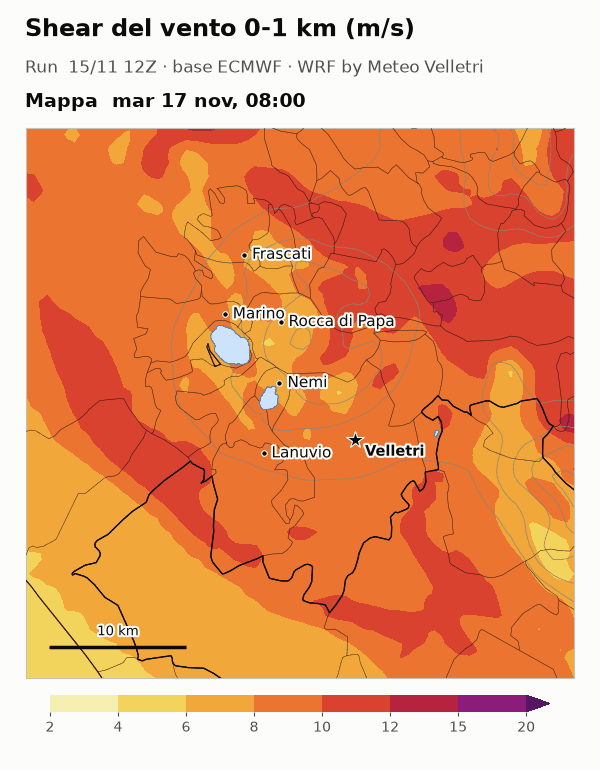 Shear del vento 0-1 km (m/s)
Run  15/11 12Z · base ECMWF · WRF by Meteo Velletri
Mappa  mar 17 nov, 08:00
Frascati
Marino
Rocca di Papa
Nemi
Velletri
Lanuvio
10 km
2 4 6 8 10 12 15 20